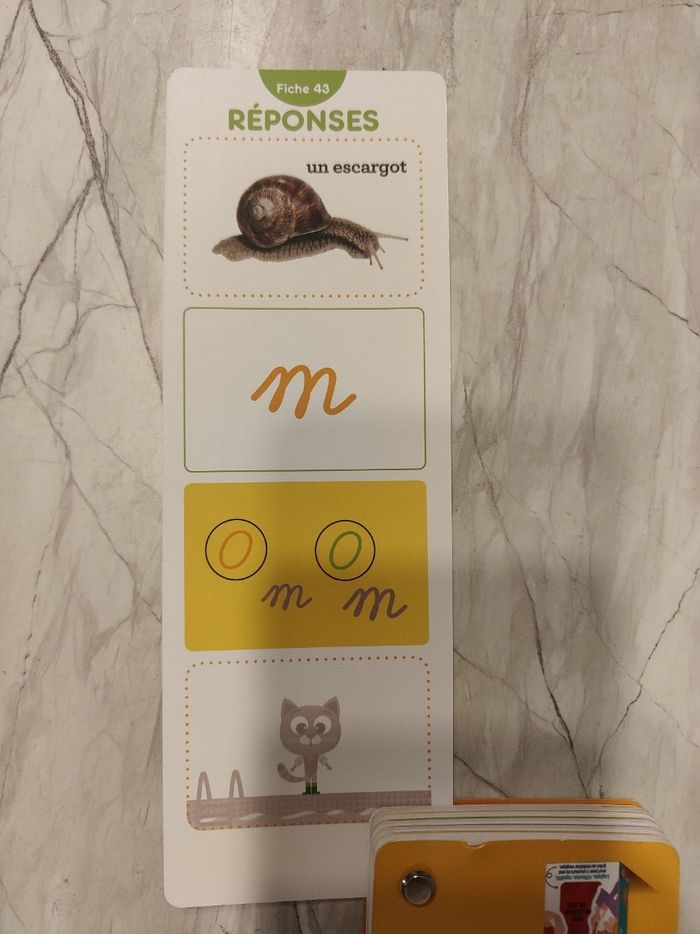 Fiche 43
RÉPONSES
un escargot
m
O O
m m